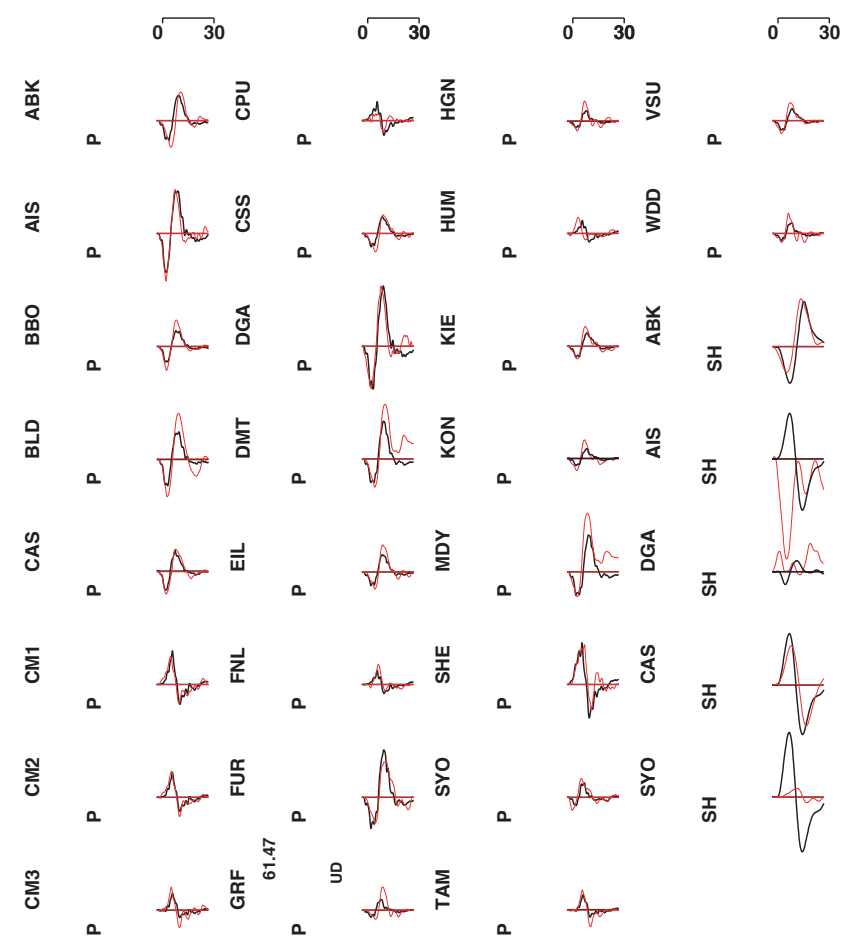 0 30 0 30 0 30 0 30
ABK P CPU P HGN P VSU P
AIS P CSS P HUM P WDD P
BBO P DGA P KIE P ABK SH
BLD P DMT P KON P AIS SH
CAS P EIL P MDY P DGA SH
CM1 P FNL P SHE P CAS SH
CM2 P FUR P SYO P SYO SH
CM3 P GRF 61.47 P UD TAM P